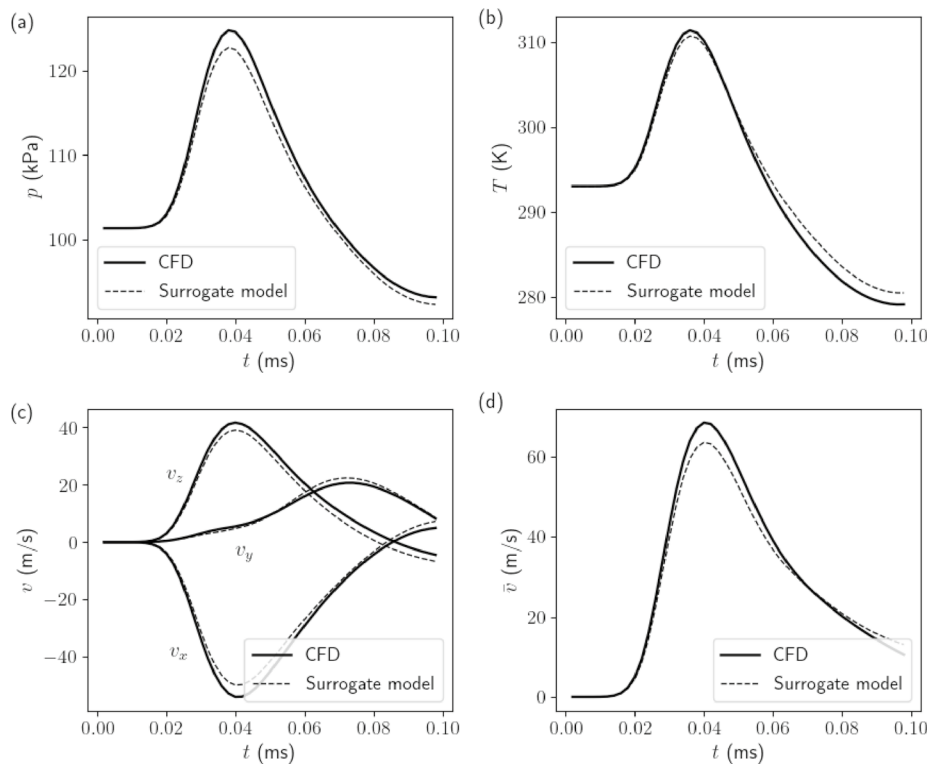 (a)
120
110
100
p (kPa)
CFD
Surrogate model
0.00 0.02 0.04 0.06 0.08 0.10
t (ms)
(b)
310
300
290
280
T (K)
CFD
Surrogate model
0.00 0.02 0.04 0.06 0.08 0.10
t (ms)
(c)
40
20
0
−20
−40
v (m/s)
v_z
v_y
v_x
CFD
Surrogate model
0.00 0.02 0.04 0.06 0.08 0.10
t (ms)
(d)
60
40
20
0
v̄ (m/s)
CFD
Surrogate model
0.00 0.02 0.04 0.06 0.08 0.10
t (ms)